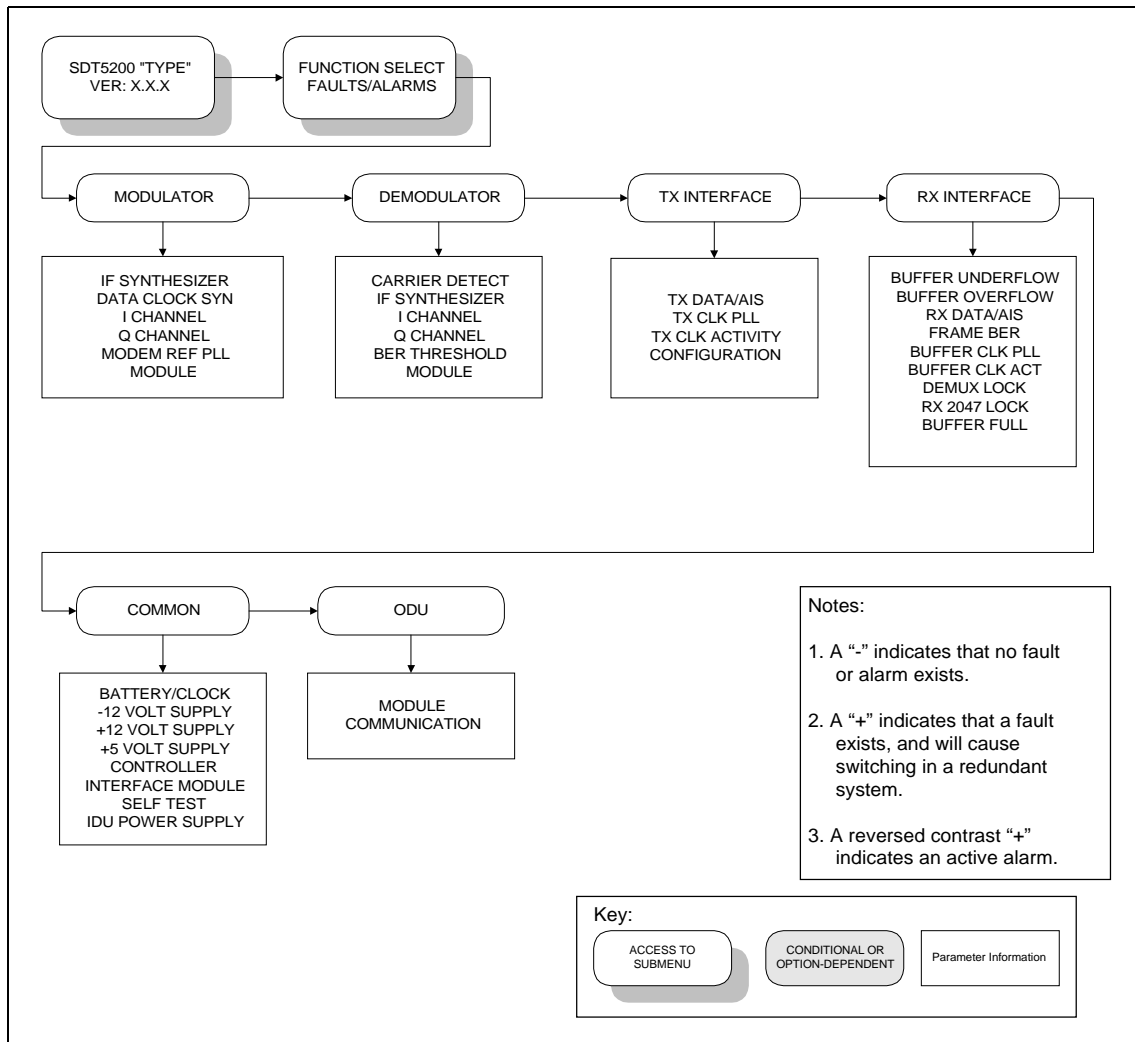 SDT5200 "TYPE"
VER: X.X.X
FUNCTION SELECT
FAULTS/ALARMS
MODULATOR
DEMODULATOR
TX INTERFACE
RX INTERFACE
IF SYNTHESIZER
DATA CLOCK SYN
I CHANNEL
Q CHANNEL
MODEM REF PLL
MODULE
CARRIER DETECT
IF SYNTHESIZER
I CHANNEL
Q CHANNEL
BER THRESHOLD
MODULE
TX DATA/AIS
TX CLK PLL
TX CLK ACTIVITY
CONFIGURATION
BUFFER UNDERFLOW
BUFFER OVERFLOW
RX DATA/AIS
FRAME BER
BUFFER CLK PLL
BUFFER CLK ACT
DEMUX LOCK
RX 2047 LOCK
BUFFER FULL
COMMON
ODU
BATTERY/CLOCK
-12 VOLT SUPPLY
+12 VOLT SUPPLY
+5 VOLT SUPPLY
CONTROLLER
INTERFACE MODULE
SELF TEST
IDU POWER SUPPLY
MODULE
COMMUNICATION
Notes:
1. A “-” indicates that no fault
or alarm exists.
2. A “+” indicates that a fault
exists, and will cause
switching in a redundant
system.
3. A reversed contrast “+”
indicates an active alarm.
Key:
ACCESS TO
SUBMENU
CONDITIONAL OR
OPTION-DEPENDENT
Parameter Information